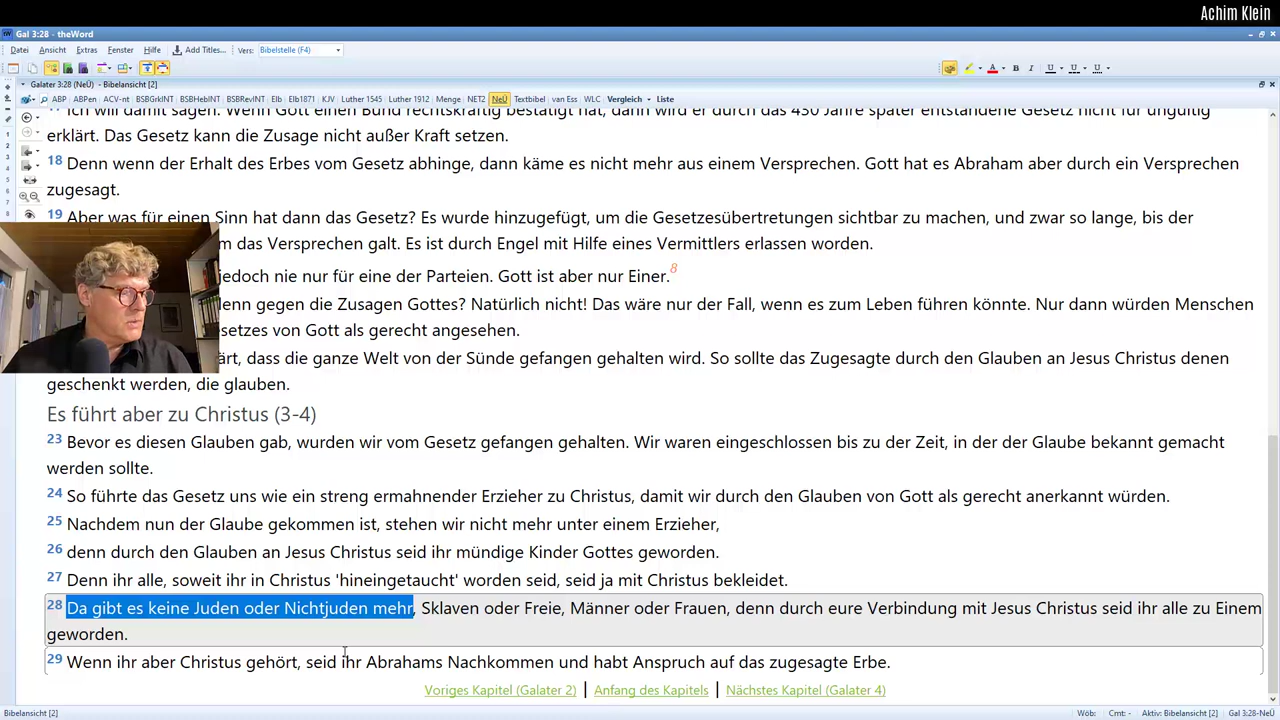 Achim Klein
Gal 3:28 - theWord
Datei Ansicht Extras Fenster Hilfe Add Titles... Vers: Bibelstelle (F4)
Galater 3:28 (NeÜ) - Bibelansicht [2]
ABP ABPen ACV-nt BSBGrkINT BSBHebINT BSBRevINT Elb Elb1871 KJV Luther 1545 Luther 1912 Menge NET2 NeÜ Textbibel van Ess WLC Vergleich Liste
Ich will damit sagen: Wenn Gott einen Bund rechtskräftig bestätigt hat, dann wird er durch das 430 Jahre später entstandene Gesetz nicht für ungültig
erklärt. Das Gesetz kann die Zusage nicht außer Kraft setzen.
18 Denn wenn der Erhalt des Erbes vom Gesetz abhinge, dann käme es nicht mehr aus einem Versprechen. Gott hat es Abraham aber durch ein Versprechen
zugesagt.
19 Aber was für einen Sinn hat dann das Gesetz? Es wurde hinzugefügt, um die Gesetzesübertretungen sichtbar zu machen, und zwar so lange, bis der
m das Versprechen galt. Es ist durch Engel mit Hilfe eines Vermittlers erlassen worden.
jedoch nie nur für eine der Parteien. Gott ist aber nur Einer.8
enn gegen die Zusagen Gottes? Natürlich nicht! Das wäre nur der Fall, wenn es zum Leben führen könnte. Nur dann würden Menschen
setzes von Gott als gerecht angesehen.
ärt, dass die ganze Welt von der Sünde gefangen gehalten wird. So sollte das Zugesagte durch den Glauben an Jesus Christus denen
geschenkt werden, die glauben.
Es führt aber zu Christus (3-4)
23 Bevor es diesen Glauben gab, wurden wir vom Gesetz gefangen gehalten. Wir waren eingeschlossen bis zu der Zeit, in der der Glaube bekannt gemacht
werden sollte.
24 So führte das Gesetz uns wie ein streng ermahnender Erzieher zu Christus, damit wir durch den Glauben von Gott als gerecht anerkannt würden.
25 Nachdem nun der Glaube gekommen ist, stehen wir nicht mehr unter einem Erzieher,
26 denn durch den Glauben an Jesus Christus seid ihr mündige Kinder Gottes geworden.
27 Denn ihr alle, soweit ihr in Christus 'hineingetaucht' worden seid, seid ja mit Christus bekleidet.
28 Da gibt es keine Juden oder Nichtjuden mehr, Sklaven oder Freie, Männer oder Frauen, denn durch eure Verbindung mit Jesus Christus seid ihr alle zu Einem
geworden.
29 Wenn ihr aber Christus gehört, seid ihr Abrahams Nachkommen und habt Anspruch auf das zugesagte Erbe.
Voriges Kapitel (Galater 2) | Anfang des Kapitels | Nächstes Kapitel (Galater 4)
Bibelansicht [2] Wöb: Cmt: - Aktiv: Bibelansicht [2] Gal 3:28-NeÜ